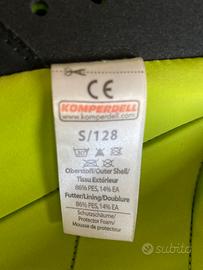 CE
KOMPERDELL
www.komperdell.com
S/128
Oberstoff/Outer Shell/
Tissu Extérieur
86% PES, 14% EA
Futter/Lining/Doublure
86% PES, 14% EA
Schutzschäume/
Protector Foam/
Mousse de protecteur
subito